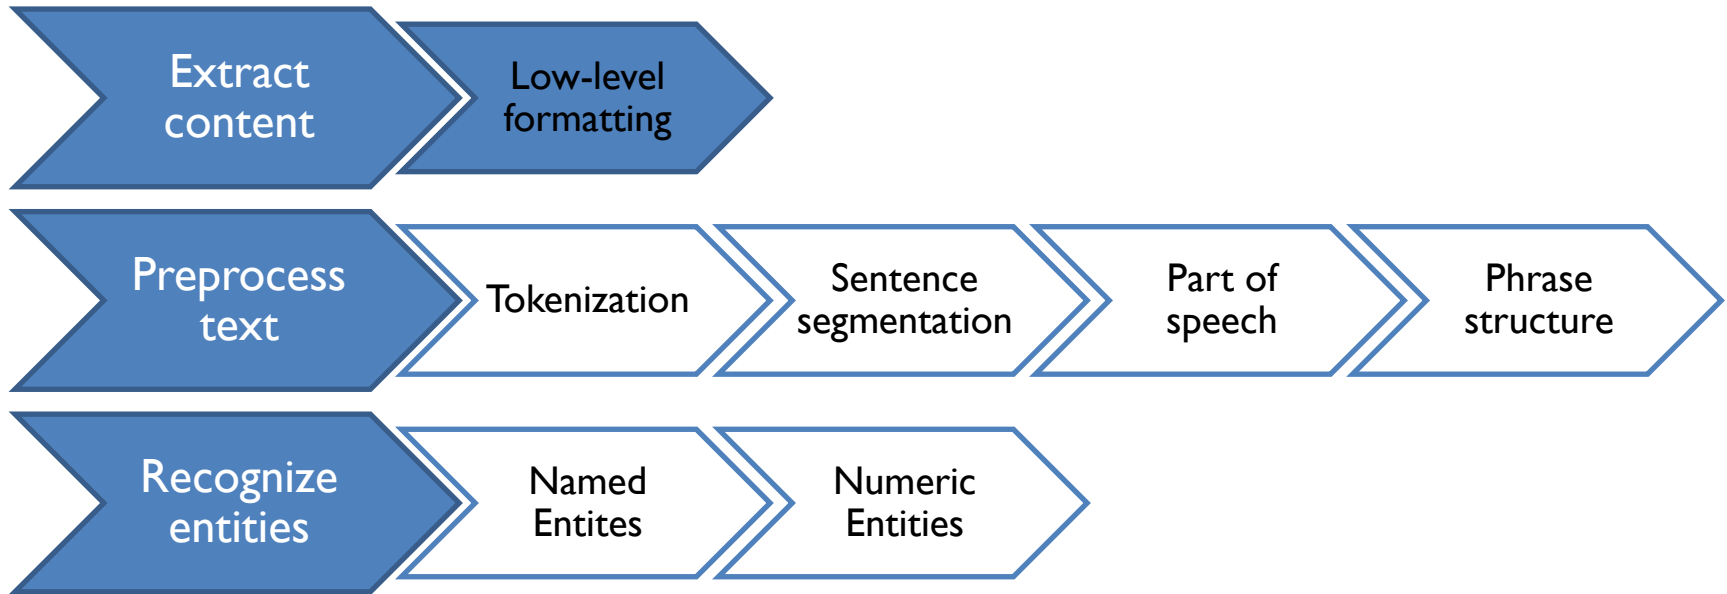 Extract
content
Low-level
formatting
Preprocess
text
Tokenization
Sentence
segmentation
Part of
speech
Phrase
structure
Recognize
entities
Named
Entites
Numeric
Entities